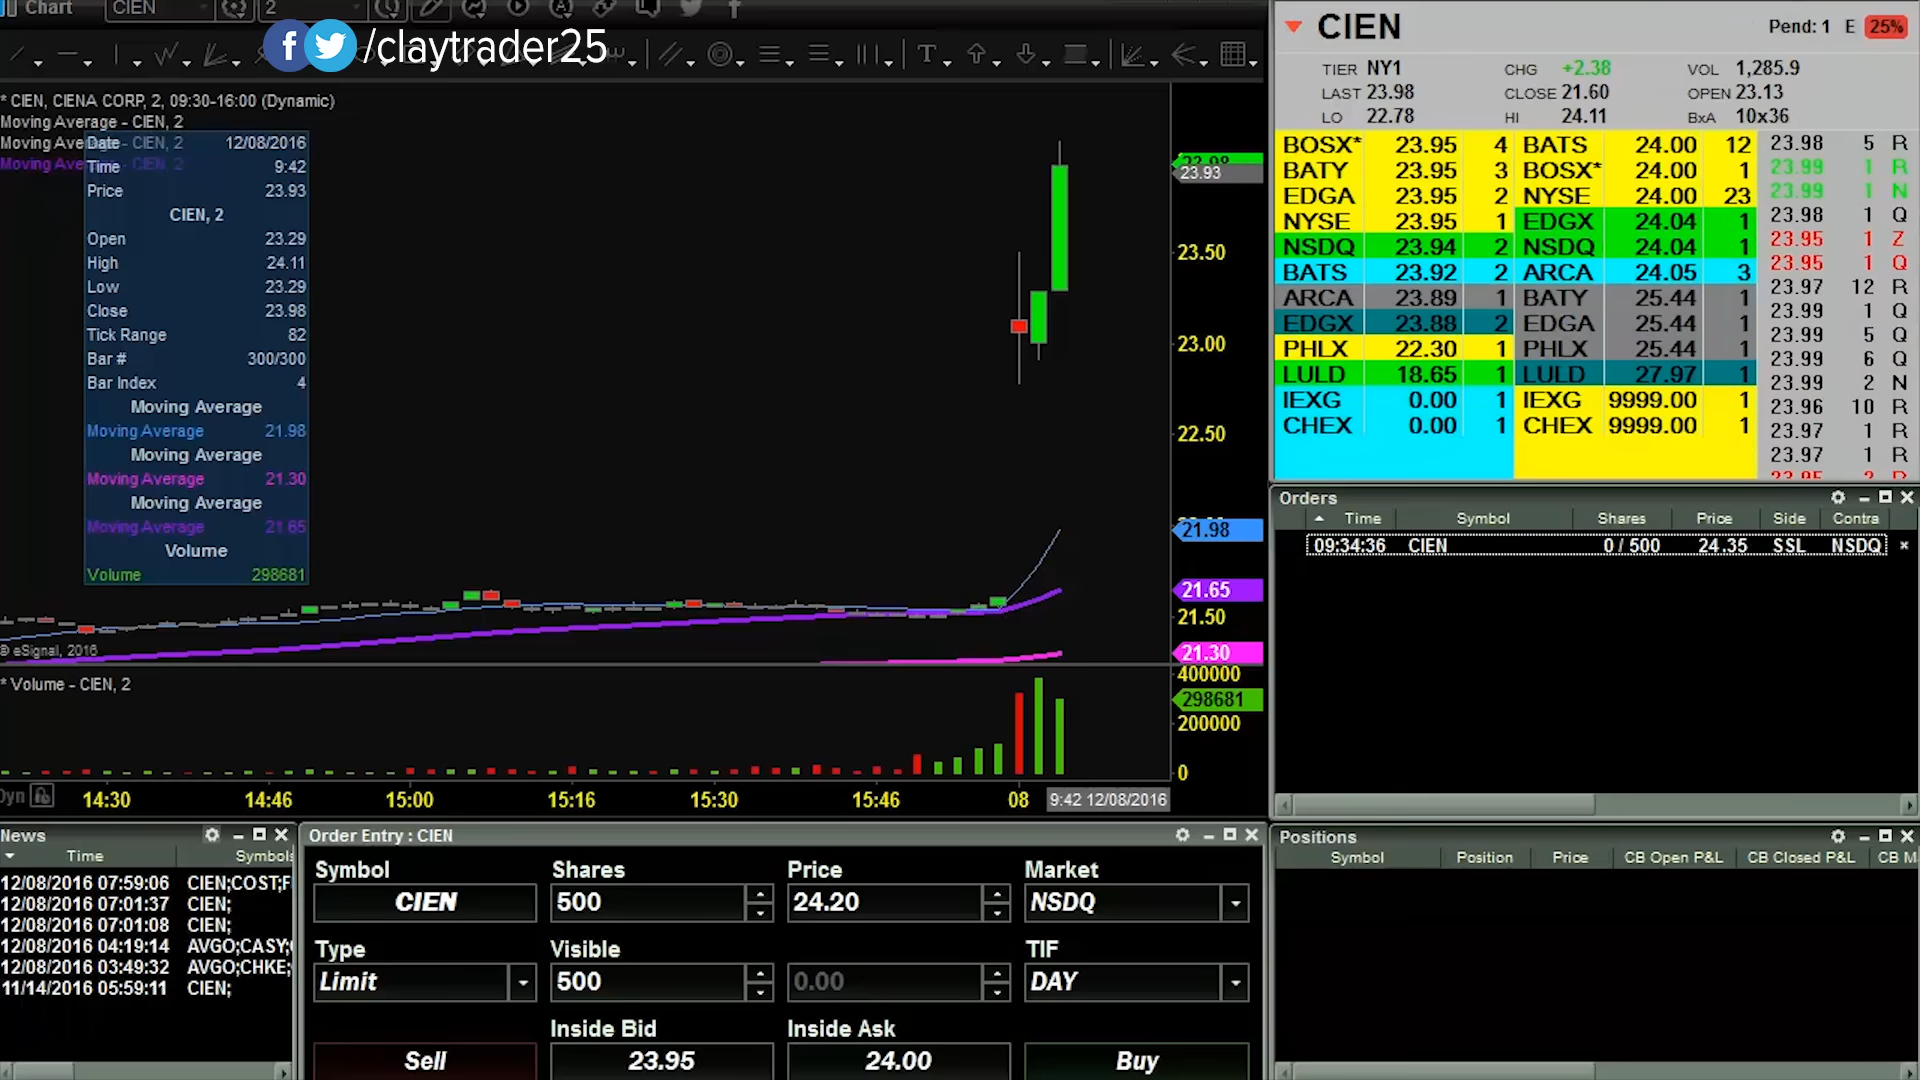 Chart CIEN 2
/claytrader25
* CIEN, CIENA CORP, 2, 09:30-16:00 (Dynamic)
Moving Average - CIEN, 2
Moving Average - CIEN, 2
Moving Average - CIEN, 2
Date 12/08/2016
Time 9:42
Price 23.93
CIEN, 2
Open 23.29
High 24.11
Low 23.29
Close 23.98
Tick Range 82
Bar # 300/300
Bar Index 4
Moving Average
Moving Average 21.98
Moving Average
Moving Average 21.30
Moving Average
Moving Average 21.65
Volume
Volume 298681
© eSignal, 2016
23.98
23.93
23.50
23.00
22.50
21.98
21.65
21.50
21.30
* Volume - CIEN, 2
400000
298681
200000
0
Dyn 14:30 14:46 15:00 15:16 15:30 15:46 08 9:42 12/08/2016
CIEN Pend: 1 E 25%
TIER NY1 CHG +2.38 VOL 1,285.9
LAST 23.98 CLOSE 21.60 OPEN 23.13
LO 22.78 HI 24.11 BxA 10x36
BOSX* 23.95 4 BATS 24.00 12
BATY 23.95 3 BOSX* 24.00 1
EDGA 23.95 2 NYSE 24.00 23
NYSE 23.95 1 EDGX 24.04 1
NSDQ 23.94 2 NSDQ 24.04 1
BATS 23.92 2 ARCA 24.05 3
ARCA 23.89 1 BATY 25.44 1
EDGX 23.88 2 EDGA 25.44 1
PHLX 22.30 1 PHLX 25.44 1
LULD 18.65 1 LULD 27.97 1
IEXG 0.00 1 IEXG 9999.00 1
CHEX 0.00 1 CHEX 9999.00 1
23.98 5 R
23.99 1 R
23.99 1 N
23.98 1 Q
23.95 1 Z
23.95 1 Q
23.97 12 R
23.99 1 Q
23.99 5 Q
23.99 6 Q
23.99 2 N
23.96 10 R
23.97 1 R
23.97 1 R
Orders
Time Symbol Shares Price Side Contra
09:34:36 CIEN 0 / 500 24.35 SSL NSDQ
News
Time Symbols
12/08/2016 07:59:06 CIEN;COST;F
12/08/2016 07:01:37 CIEN;
12/08/2016 07:01:08 CIEN;
12/08/2016 04:19:14 AVGO;CASY;
12/08/2016 03:49:32 AVGO;CHKE;
11/14/2016 05:59:11 CIEN;
Order Entry : CIEN
Symbol Shares Price Market
CIEN 500 24.20 NSDQ
Type Visible TIF
Limit 500 0.00 DAY
Inside Bid Inside Ask
Sell 23.95 24.00 Buy
Positions
Symbol Position Price CB Open P&L CB Closed P&L CB M